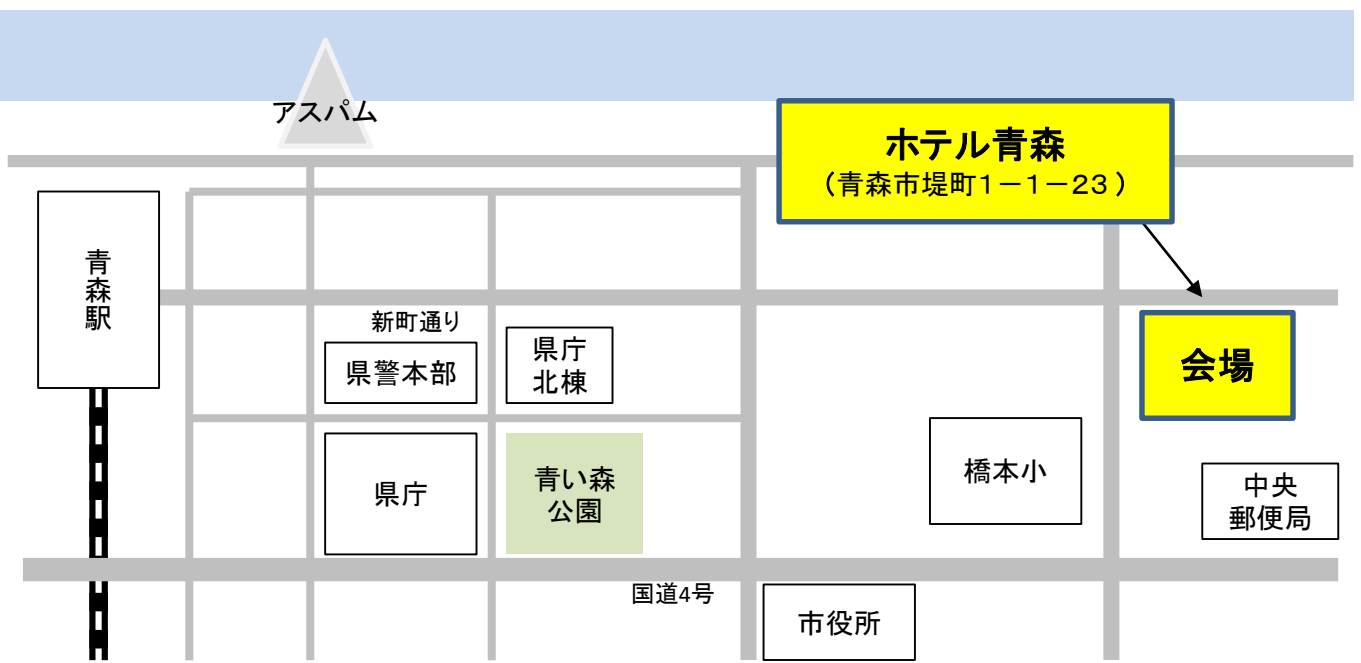 アスパム
ホテル青森
（青森市堤町1－1－23）
青森駅
新町通り
県警本部
県庁
北棟
会場
県庁
青い森
公園
橋本小
中央
郵便局
国道4号
市役所